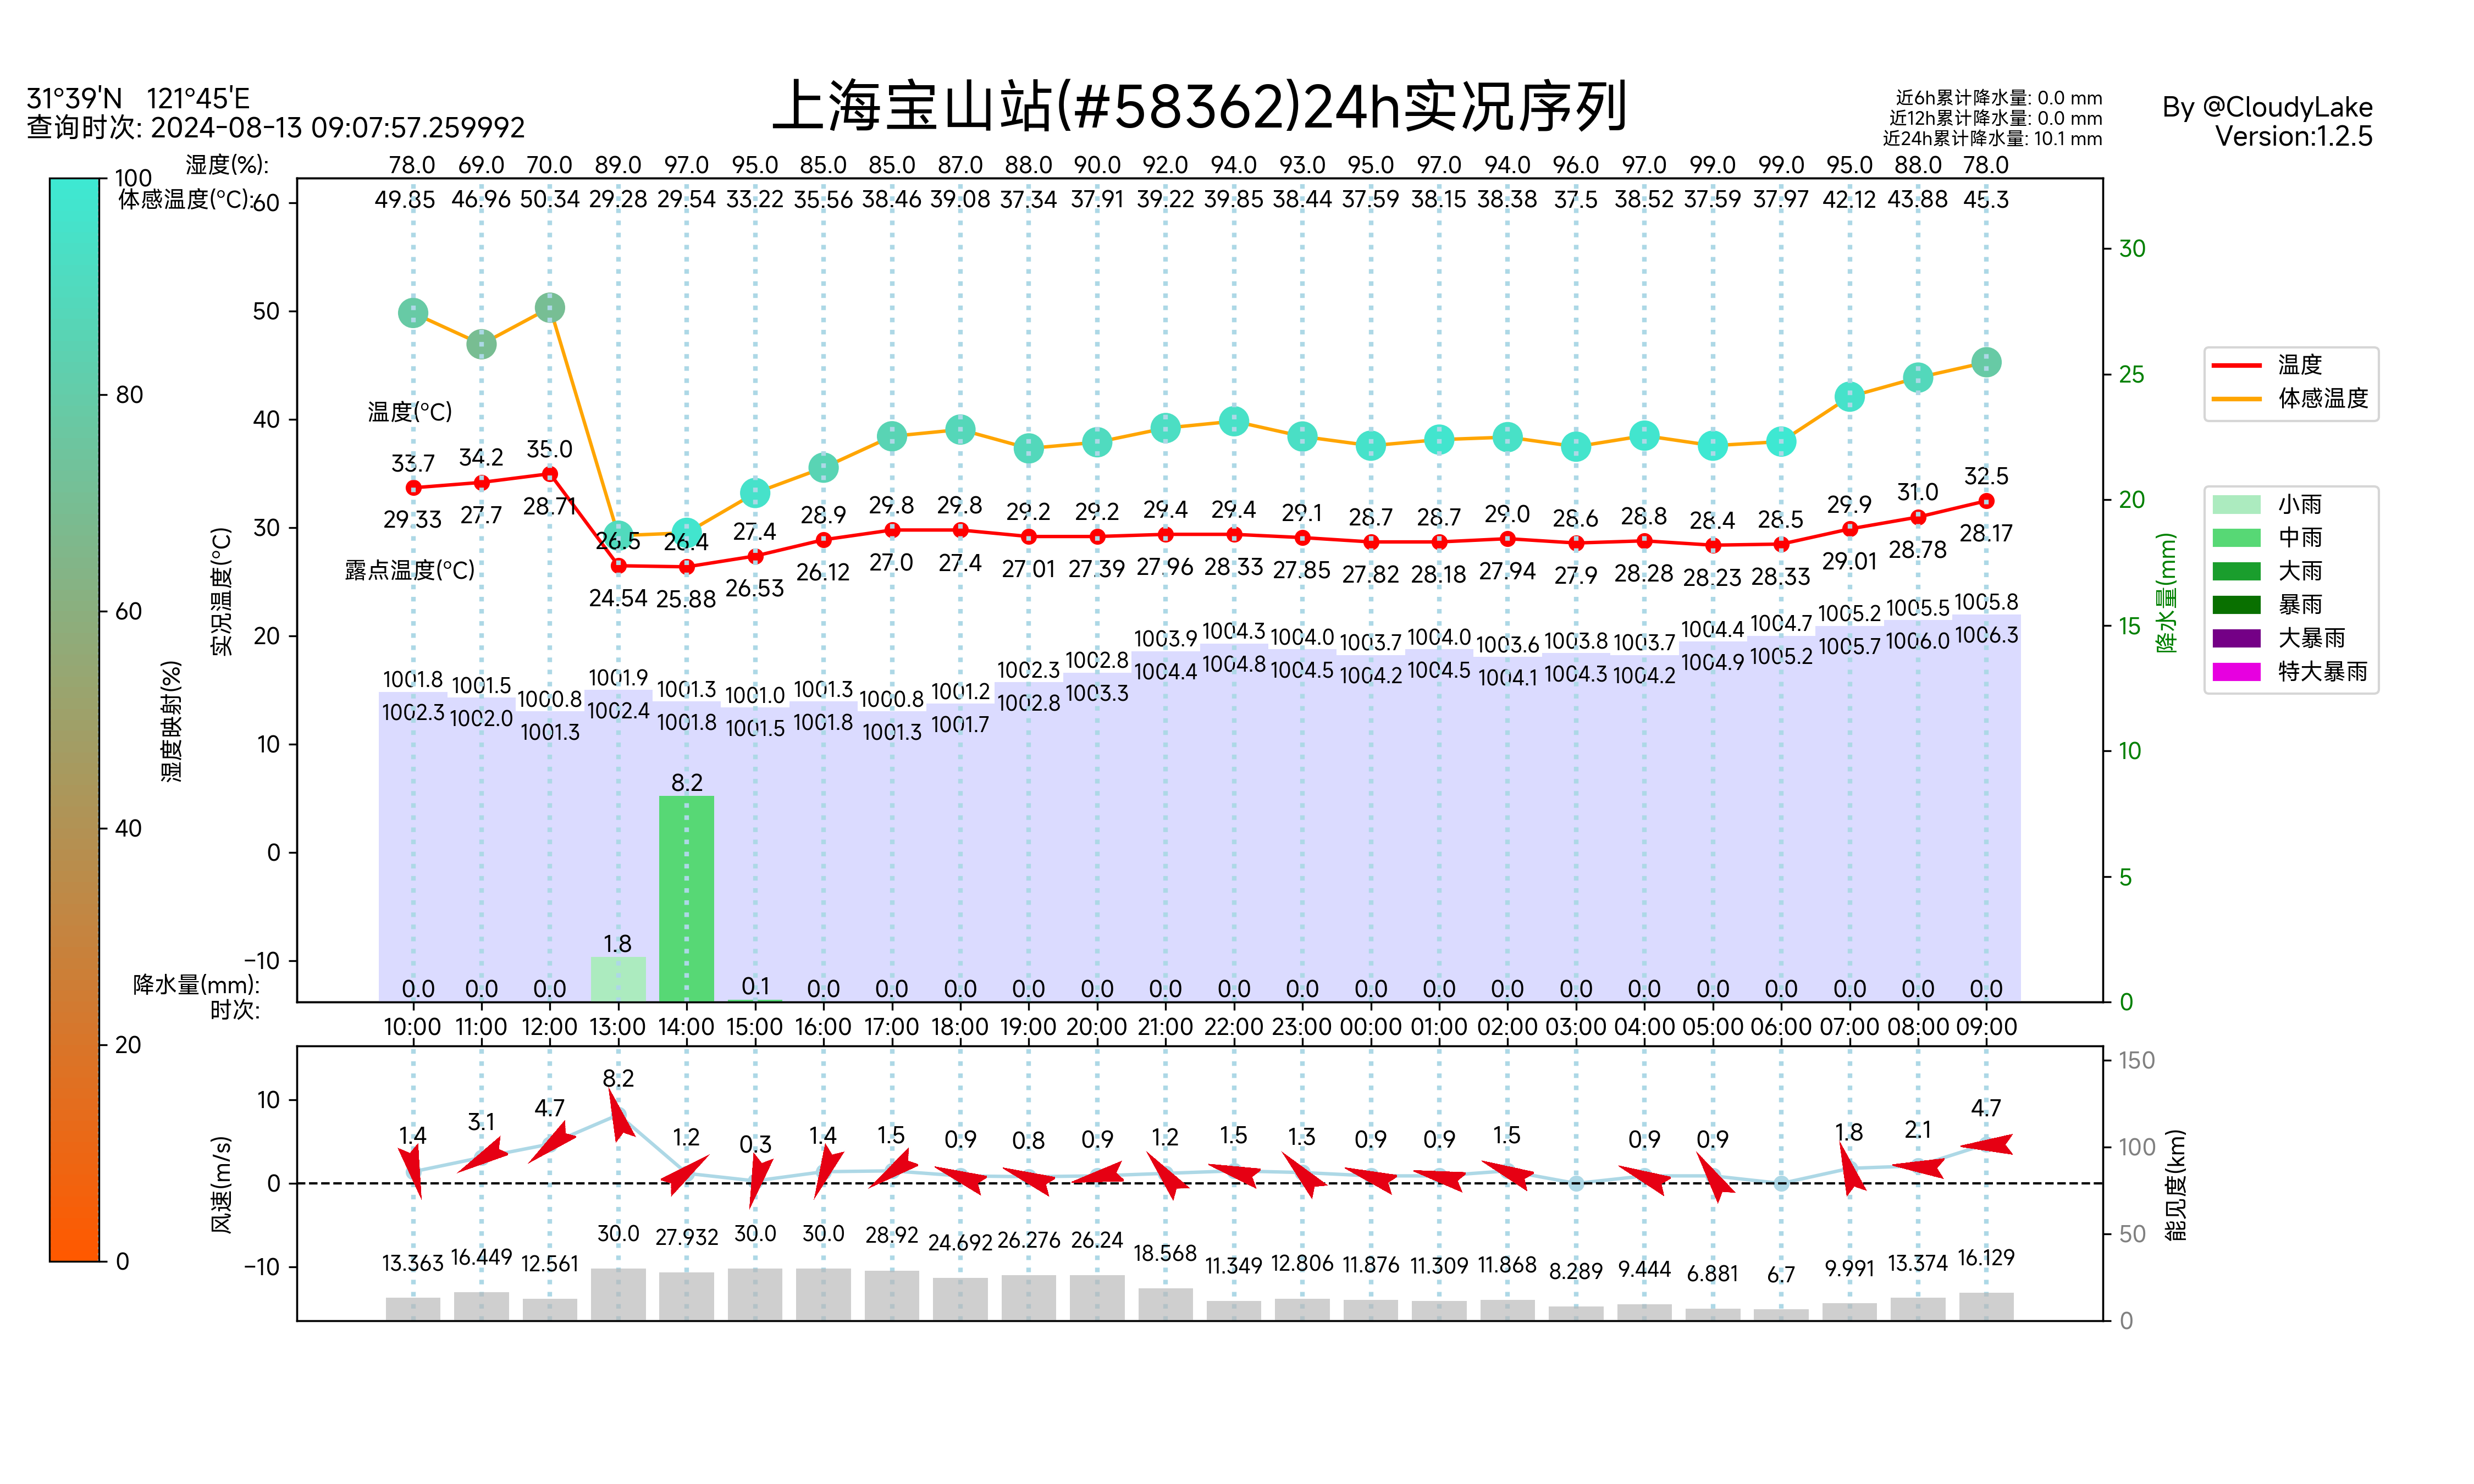 31°39'N 121°45'E
查询时次: 2024-08-13 09:07:57.259992
上海宝山站(#58362)24h实况序列
近6h累计降水量: 0.0 mm
近12h累计降水量: 0.0 mm
近24h累计降水量: 10.1 mm
By @CloudyLake
Version:1.2.5
湿度(%): 78.0 69.0 70.0 89.0 97.0 95.0 85.0 85.0 87.0 88.0 90.0 92.0 94.0 93.0 95.0 97.0 94.0 96.0 97.0 99.0 99.0 95.0 88.0 78.0
体感温度(°C): 49.85 46.96 50.34 29.28 29.54 33.22 35.56 38.46 39.08 37.34 37.91 39.22 39.85 38.44 37.59 38.15 38.38 37.5 38.52 37.59 37.97 42.12 43.88 45.3
100
80
60
40
20
0
湿度映射(%)
60
50
40
30
20
10
0
−10
实况温度(°C)
温度(°C)
33.7 34.2 35.0 26.5 26.4 27.4 28.9 29.8 29.8 29.2 29.2 29.4 29.4 29.1 28.7 28.7 29.0 28.6 28.8 28.4 28.5 29.9 31.0 32.5
露点温度(°C)
29.33 27.7 28.71 24.54 25.88 26.53 26.12 27.0 27.4 27.01 27.39 27.96 28.33 27.85 27.82 28.18 27.94 27.9 28.28 28.23 28.33 29.01 28.78 28.17
1001.8 1001.5 1000.8 1001.9 1001.3 1001.0 1001.3 1000.8 1001.2 1002.3 1002.8 1003.9 1004.3 1004.0 1003.7 1004.0 1003.6 1003.8 1003.7 1004.4 1004.7 1005.2 1005.5 1005.8
1002.3 1002.0 1001.3 1002.4 1001.8 1001.5 1001.8 1001.3 1001.7 1002.8 1003.3 1004.4 1004.8 1004.5 1004.2 1004.5 1004.1 1004.3 1004.2 1004.9 1005.2 1005.7 1006.0 1006.3
降水量(mm): 0.0 0.0 0.0 1.8 8.2 0.1 0.0 0.0 0.0 0.0 0.0 0.0 0.0 0.0 0.0 0.0 0.0 0.0 0.0 0.0 0.0 0.0 0.0 0.0
时次: 10:00 11:00 12:00 13:00 14:00 15:00 16:00 17:00 18:00 19:00 20:00 21:00 22:00 23:00 00:00 01:00 02:00 03:00 04:00 05:00 06:00 07:00 08:00 09:00
30
25
20
15
10
5
0
降水量(mm)
温度
体感温度
小雨
中雨
大雨
暴雨
大暴雨
特大暴雨
10
0
−10
风速(m/s)
1.4 3.1 4.7 8.2 1.2 0.3 1.4 1.5 0.9 0.8 0.9 1.2 1.5 1.3 0.9 0.9 1.5 0.9 0.9 1.8 2.1 4.7
13.363 16.449 12.561 30.0 27.932 30.0 30.0 28.92 24.692 26.276 26.24 18.568 11.349 12.806 11.876 11.309 11.868 8.289 9.444 6.881 6.7 9.991 13.374 16.129
150
100
50
0
能见度(km)